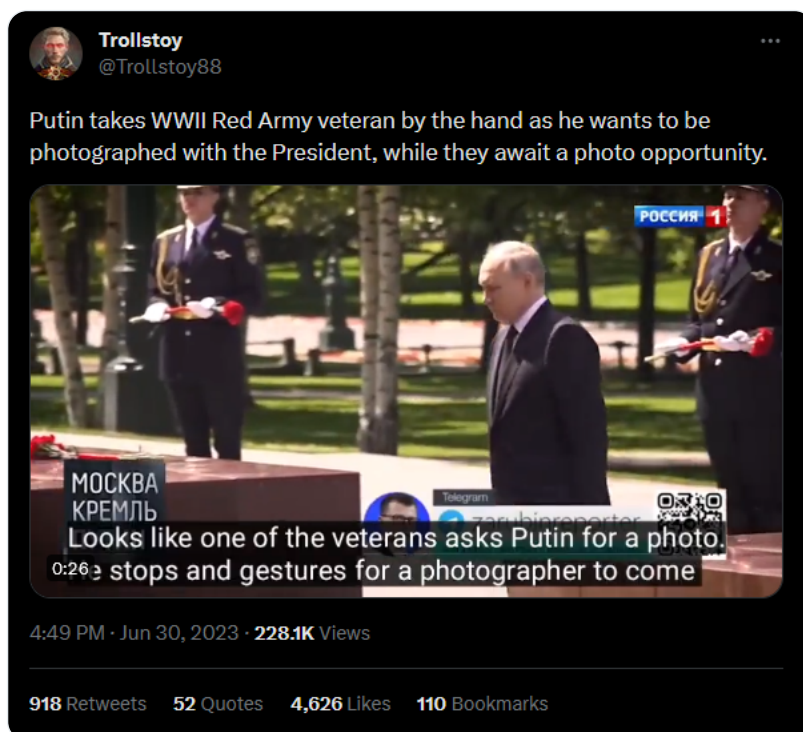 Trollstoy
@Trollstoy88
Putin takes WWII Red Army veteran by the hand as he wants to be
photographed with the President, while they await a photo opportunity.
РОССИЯ 1
МОСКВА
КРЕМЛЬ
Telegram
zarubinreporter
Looks like one of the veterans asks Putin for a photo.
0:26 stops and gestures for a photographer to come
4:49 PM · Jun 30, 2023 · 228.1K Views
918 Retweets 52 Quotes 4,626 Likes 110 Bookmarks